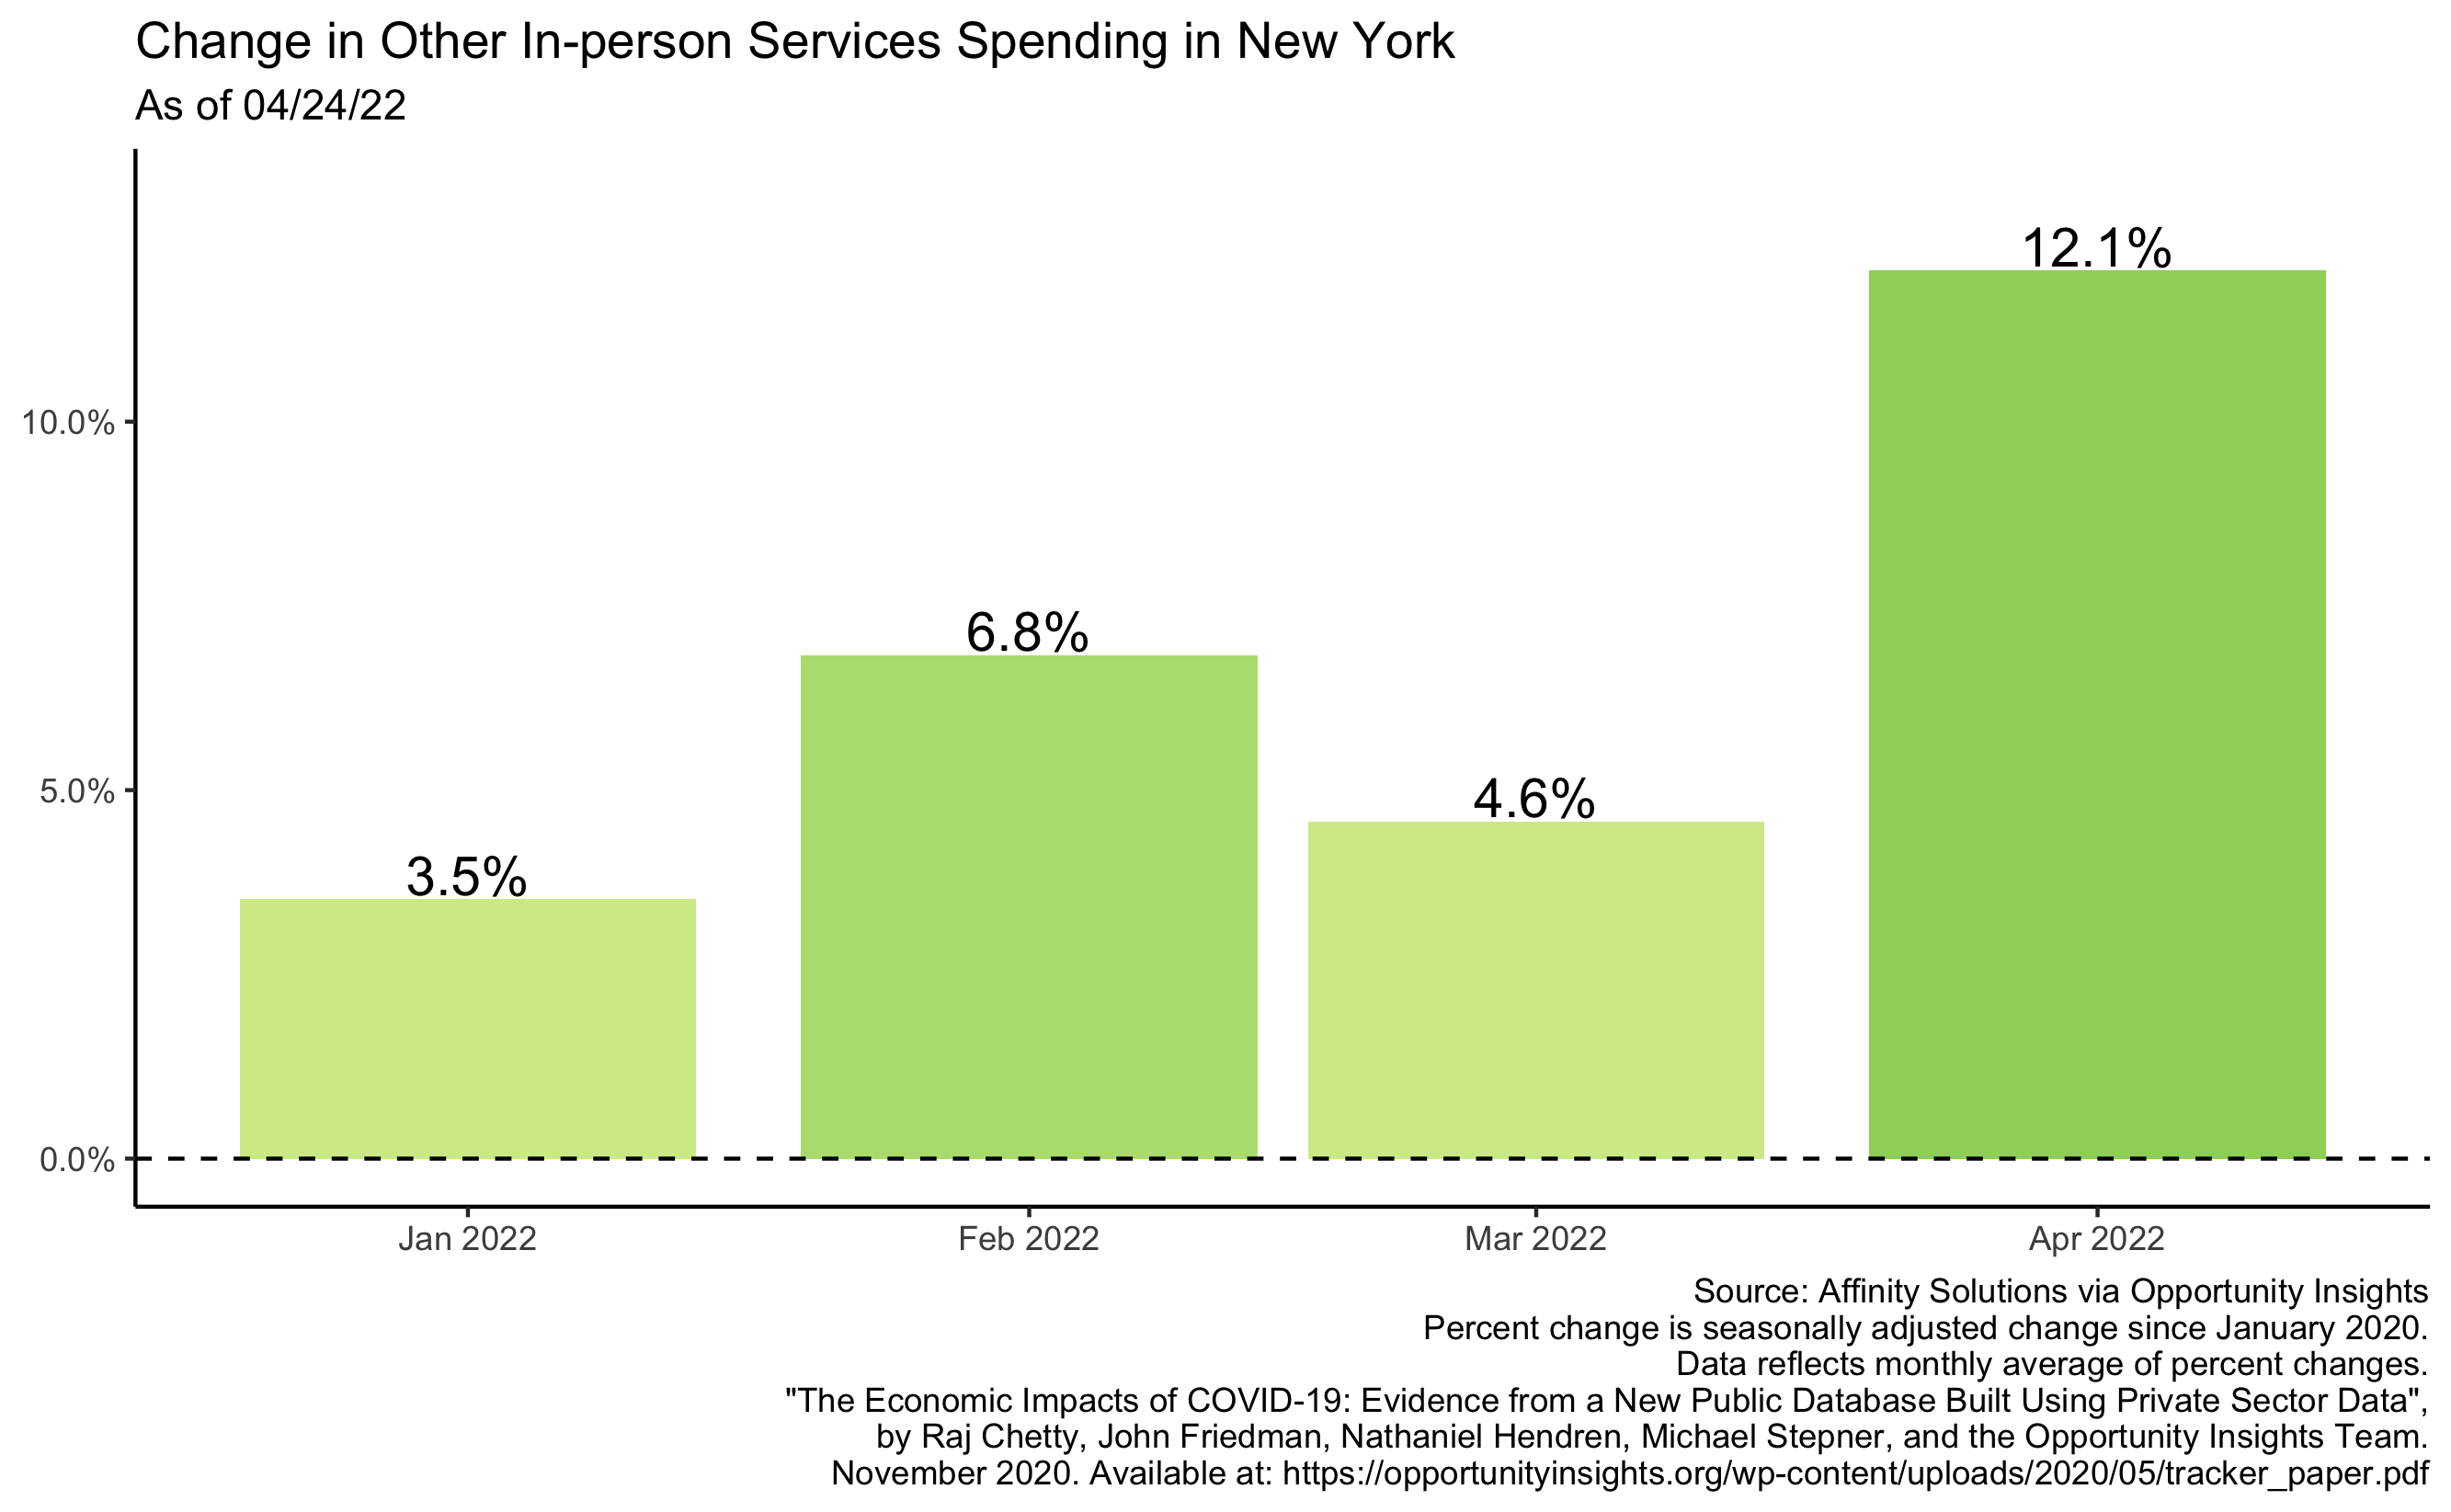 Change in Other In-person Services Spending in New York
As of 04/24/22
12.1%
10.0%
6.8%
5.0%
4.6%
3.5%
0.0%
Jan 2022
Feb 2022
Mar 2022
Apr 2022
Source: Affinity Solutions via Opportunity Insights
Percent change is seasonally adjusted change since January 2020.
Data reflects monthly average of percent changes.
"The Economic Impacts of COVID-19: Evidence from a New Public Database Built Using Private Sector Data",
by Raj Chetty, John Friedman, Nathaniel Hendren, Michael Stepner, and the Opportunity Insights Team.
November 2020. Available at: https://opportunityinsights.org/wp-content/uploads/2020/05/tracker_paper.pdf